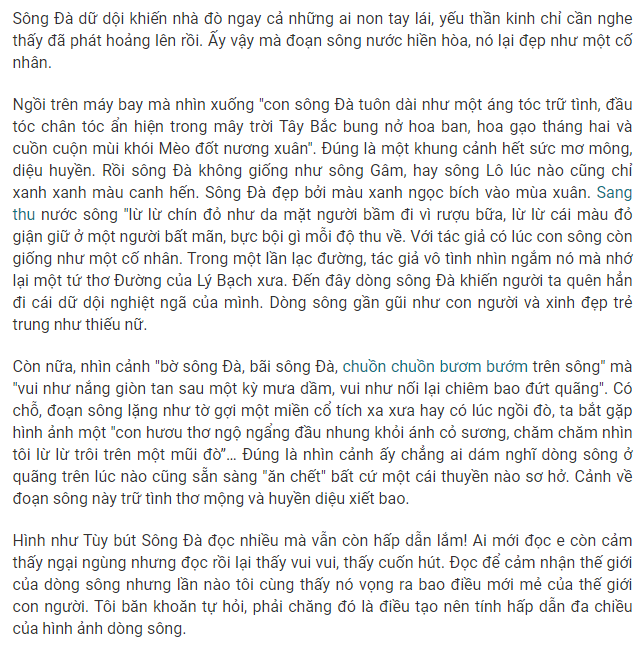 Sông Đà dữ dội khiến nhà đò ngay cả những ai non tay lái, yếu thần kinh chỉ cần nghe
thấy đã phát hoảng lên rồi. Ấy vậy mà đoạn sông nước hiền hòa, nó lại đẹp như một cố
nhân.
Ngồi trên máy bay mà nhìn xuống "con sông Đà tuôn dài như một áng tóc trữ tình, đầu
tóc chân tóc ẩn hiện trong mây trời Tây Bắc bung nở hoa ban, hoa gạo tháng hai và
cuồn cuộn mùi khói Mèo đốt nương xuân". Đúng là một khung cảnh hết sức mơ mông,
diệu huyền. Rồi sông Đà không giống như sông Gâm, hay sông Lô lúc nào cũng chỉ
xanh xanh màu canh hến. Sông Đà đẹp bởi màu xanh ngọc bích vào mùa xuân. Sang
thu nước sông "lừ lừ chín đỏ như da mặt người bầm đi vì rượu bữa, lừ lừ cái màu đỏ
giận giữ ở một người bất mãn, bực bội gì mỗi độ thu về. Với tác giả có lúc con sông còn
giống như một cố nhân. Trong một lần lạc đường, tác giả vô tình nhìn ngắm nó mà nhớ
lại một tứ thơ Đường của Lý Bạch xưa. Đến đây dòng sông Đà khiến người ta quên hẳn
đi cái dữ dội nghiệt ngã của mình. Dòng sông gần gũi như con người và xinh đẹp trẻ
trung như thiếu nữ.
Còn nữa, nhìn cảnh "bờ sông Đà, bãi sông Đà, chuồn chuồn bươm bướm trên sông" mà
"vui như nắng giòn tan sau một kỳ mưa dầm, vui như nối lại chiêm bao đứt quãng". Có
chỗ, đoạn sông lặng như tờ gợi một miền cổ tích xa xưa hay có lúc ngồi đò, ta bắt gặp
hình ảnh một "con hươu thơ ngộ ngẩng đầu nhung khỏi ánh cỏ sương, chăm chăm nhìn
tôi lừ lừ trôi trên một mũi đò"... Đúng là nhìn cảnh ấy chẳng ai dám nghĩ dòng sông ở
quãng trên lúc nào cũng sẵn sàng "ăn chết" bất cứ một cái thuyền nào sơ hở. Cảnh về
đoạn sông này trữ tình thơ mộng và huyền diệu xiết bao.
Hình như Tùy bút Sông Đà đọc nhiều mà vẫn còn hấp dẫn lắm! Ai mới đọc e còn cảm
thấy ngại ngùng nhưng đọc rồi lại thấy vui vui, thấy cuốn hút. Đọc để cảm nhận thế giới
của dòng sông nhưng lần nào tôi cùng thấy nó vọng ra bao điều mới mẻ của thế giới
con người. Tôi băn khoăn tự hỏi, phải chăng đó là điều tạo nên tính hấp dẫn đa chiều
của hình ảnh dòng sông.